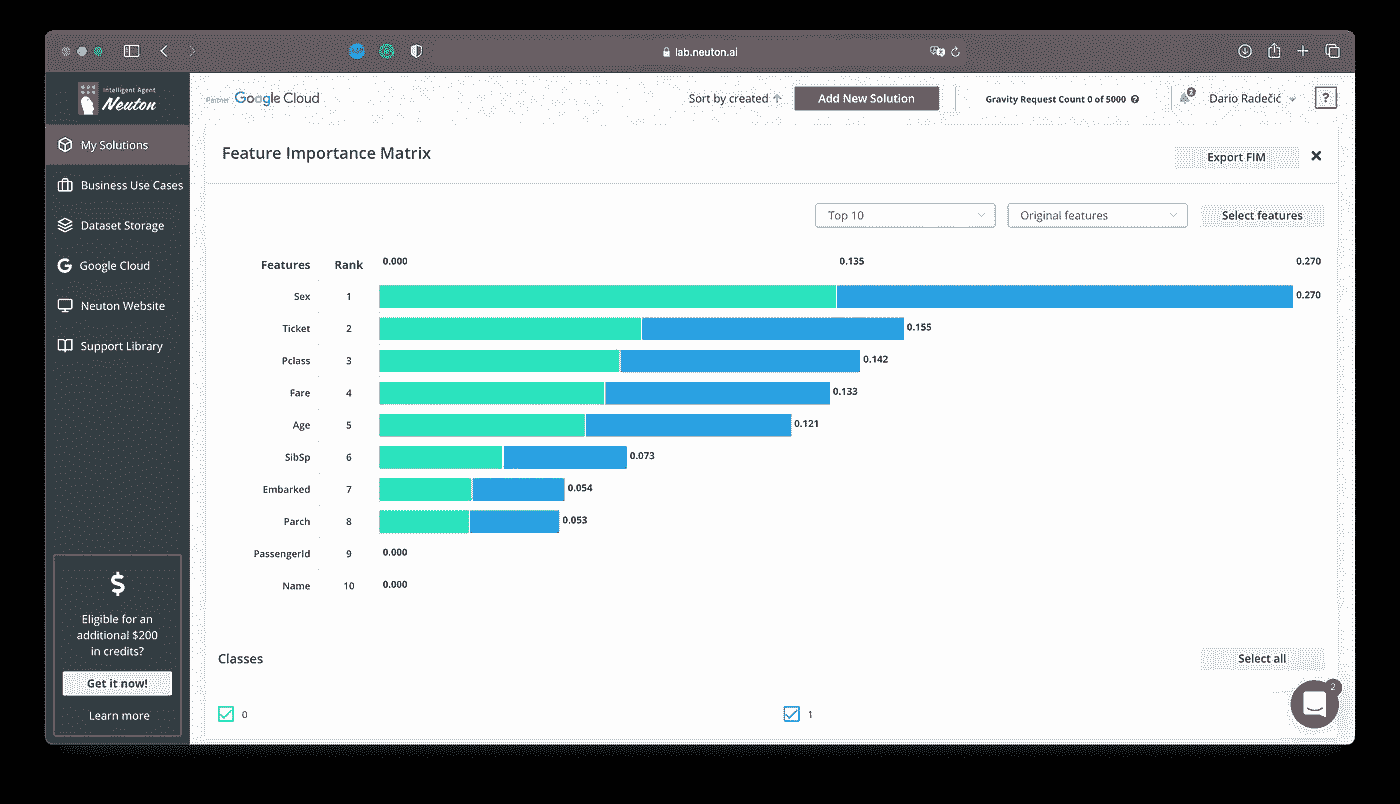 lab.neuton.ai
Intelligent Agent
Neuton
Partner Google Cloud
Sort by created
Add New Solution
Gravity Request Count 0 of 5000 ?
2
Dario Radečić
?
My Solutions
Business Use Cases
Dataset Storage
Google Cloud
Neuton Website
Support Library
$
Eligible for an
additional $200
in credits?
Get it now!
Learn more
Feature Importance Matrix
Export FIM
Top 10
Original features
Select features
Features Rank 0.000 0.135 0.270
Sex 1 0.270
Ticket 2 0.155
Pclass 3 0.142
Fare 4 0.133
Age 5 0.121
SibSp 6 0.073
Embarked 7 0.054
Parch 8 0.053
PassengerId 9 0.000
Name 10 0.000
Classes
Select all
0
1
2